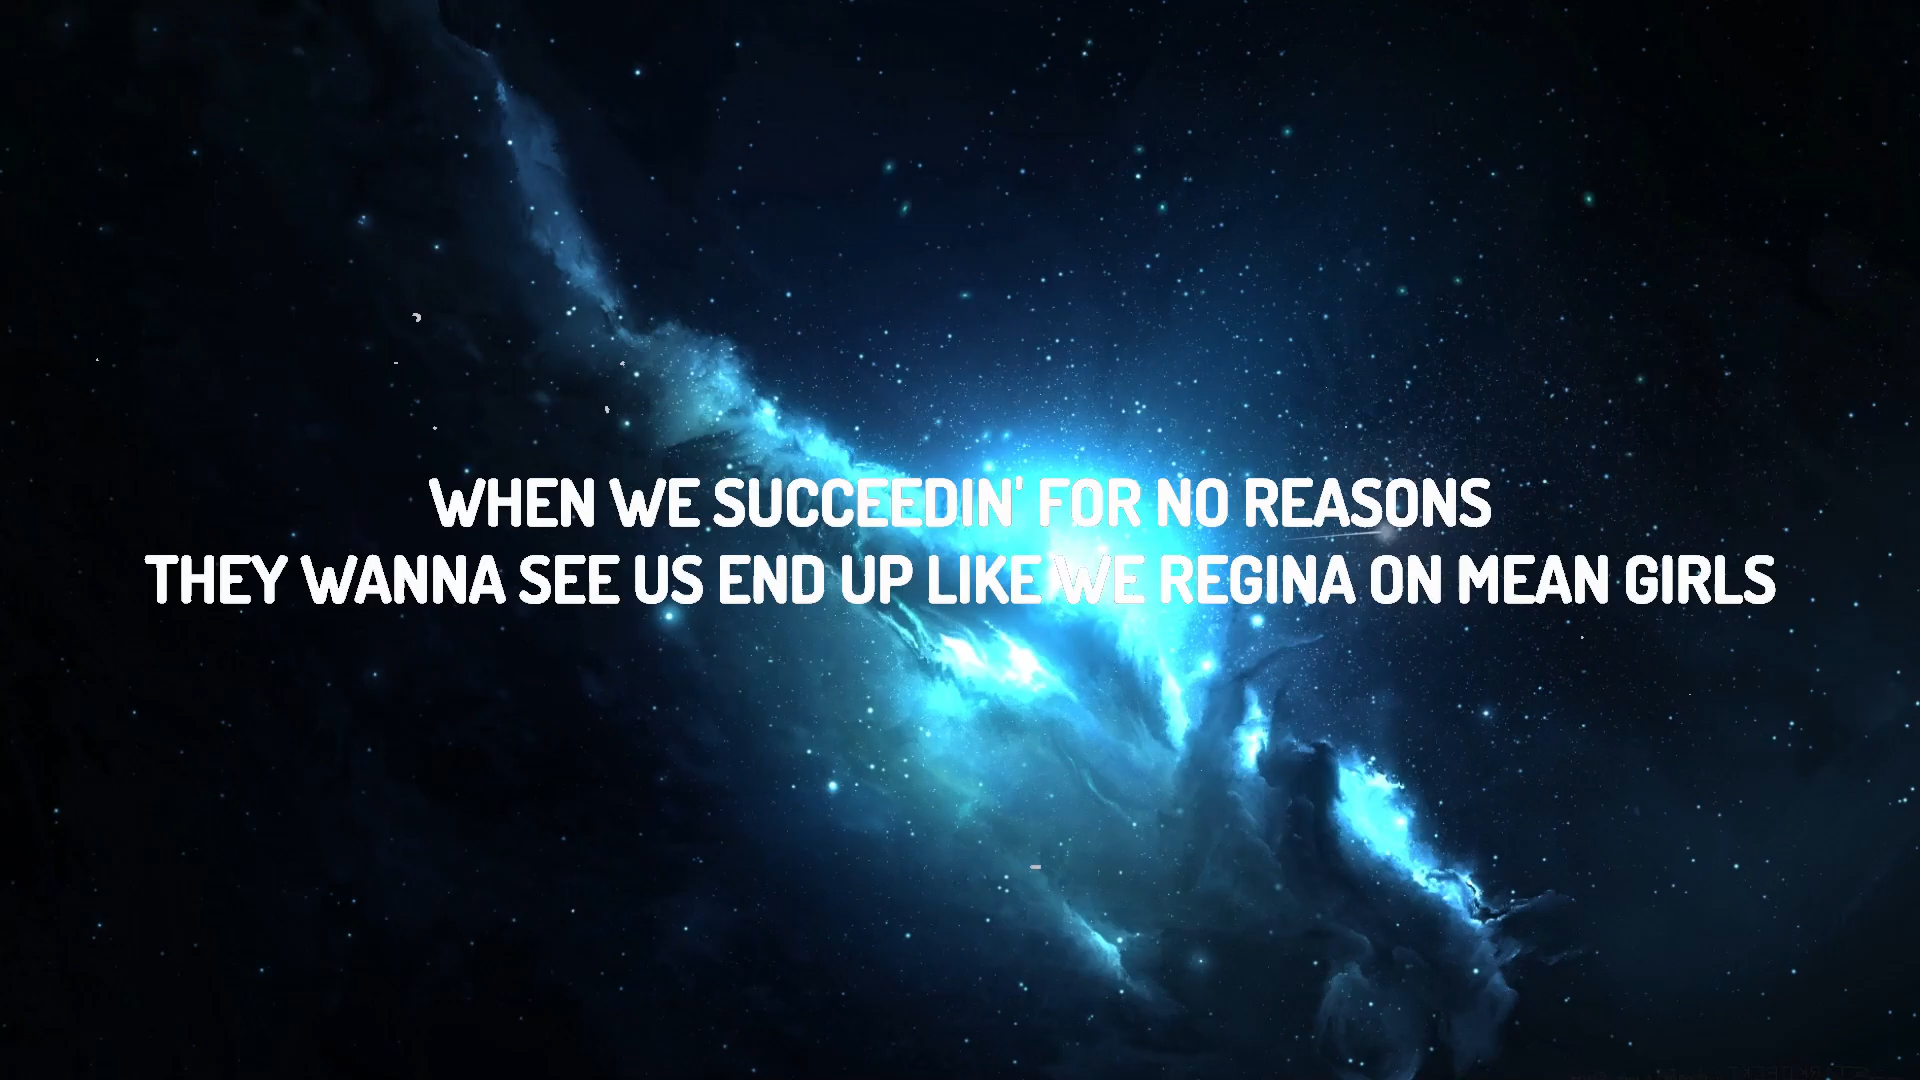 WHEN WE SUCCEEDIN' FOR NO REASONS
THEY WANNA SEE US END UP LIKE WE REGINA ON MEAN GIRLS